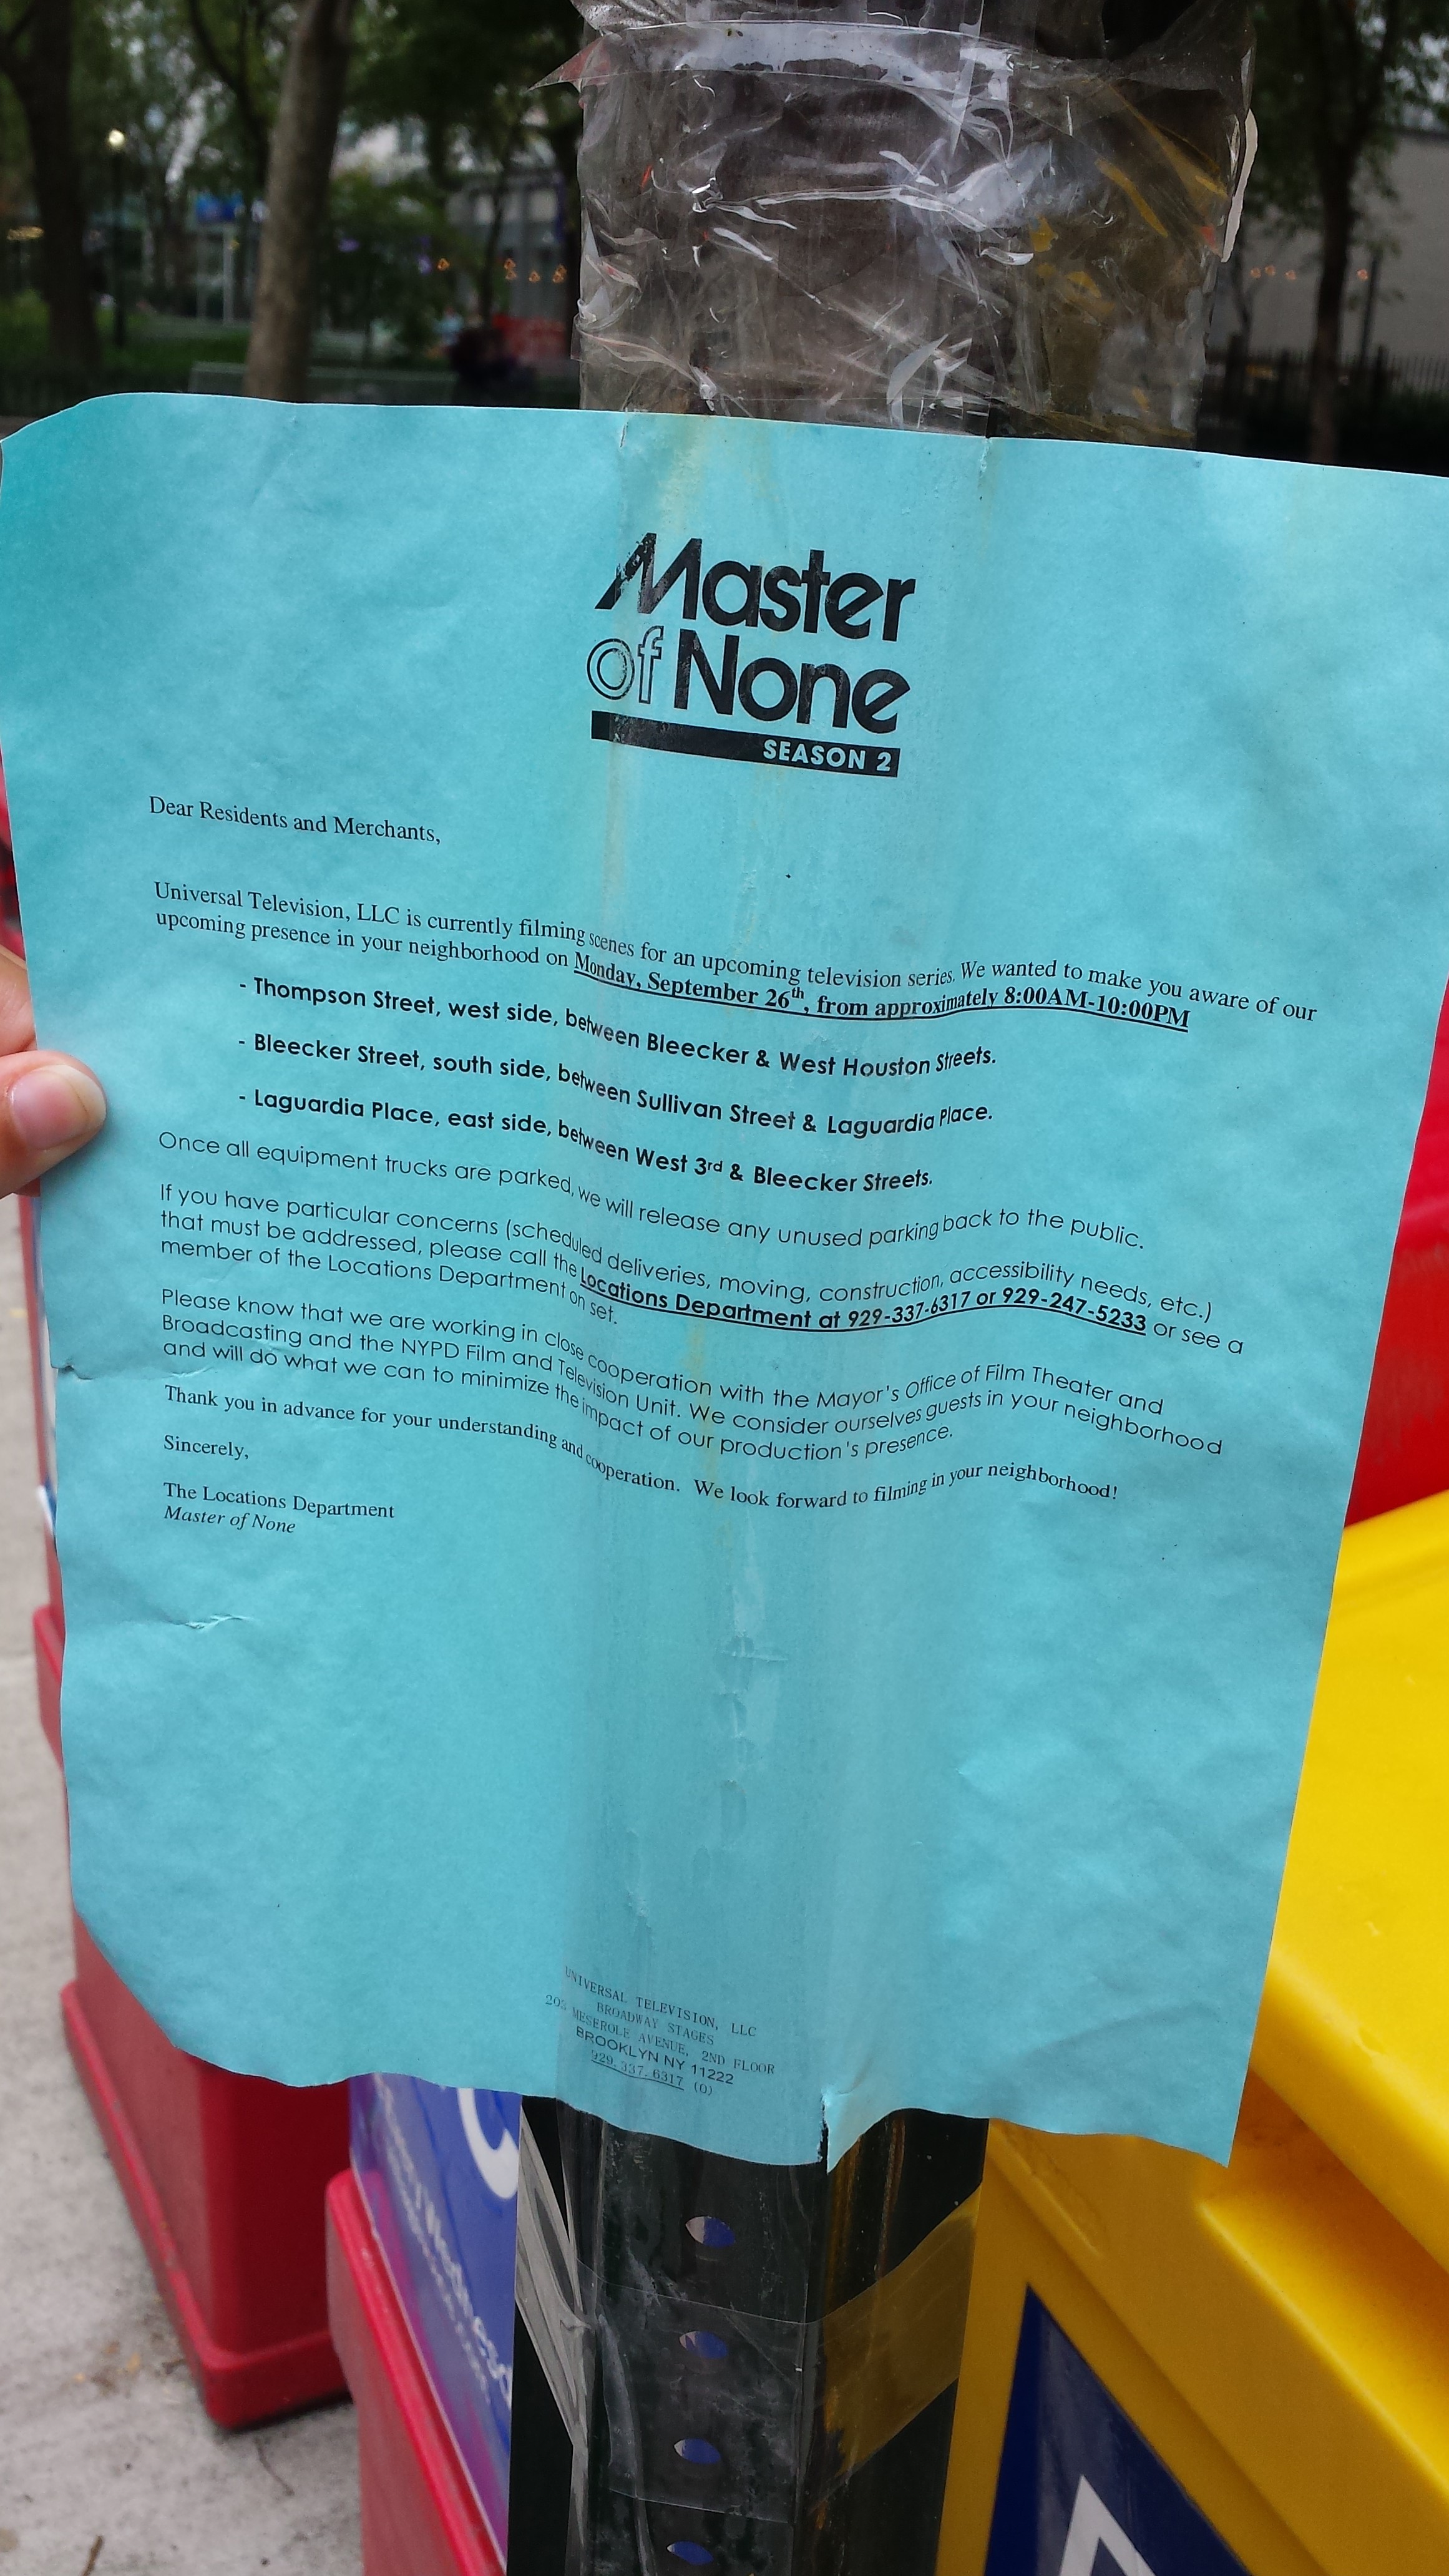 Master
of None
SEASON 2
Dear Residents and Merchants,
Universal Television, LLC is currently filming scenes for an upcoming television series. We wanted to make you aware of our
upcoming presence in your neighborhood on Monday, September 26th, from approximately 8:00AM-10:00PM
- Thompson Street, west side, between Bleecker & West Houston Streets.
- Bleecker Street, south side, between Sullivan Street & Laguardia Place.
- Laguardia Place, east side, between West 3rd & Bleecker Streets.
Once all equipment trucks are parked, we will release any unused parking back to the public.
If you have particular concerns (scheduled deliveries, moving, construction, accessibility needs, etc.)
that must be addressed, please call the Locations Department at 929-337-6317 or 929-247-5233 or see a
member of the Locations Department on set.
Please know that we are working in close cooperation with the Mayor's Office of Film Theater and
Broadcasting and the NYPD Film and Television Unit. We consider ourselves guests in your neighborhood
and will do what we can to minimize the impact of our production's presence.
Thank you in advance for your understanding and cooperation. We look forward to filming in your neighborhood!
Sincerely,
The Locations Department
Master of None
UNIVERSAL TELEVISION, LLC
BROADWAY STAGES
MESEROLE AVENUE, 2ND FLOOR
BROOKLYN NY 11222
929.337.6317 (O)